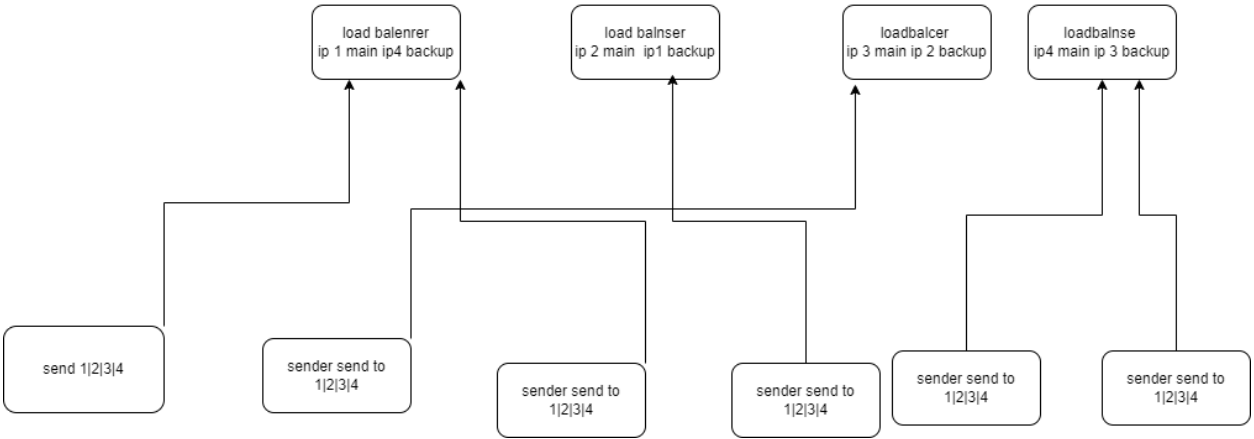 load balenrer
ip 1 main ip4 backup
load balnser
ip 2 main ip1 backup
loadbalcer
ip 3 main ip 2 backup
loadbalnse
ip4 main ip 3 backup
send 1|2|3|4
sender send to
1|2|3|4
sender send to
1|2|3|4
sender send to
1|2|3|4
sender send to
1|2|3|4
sender send to
1|2|3|4